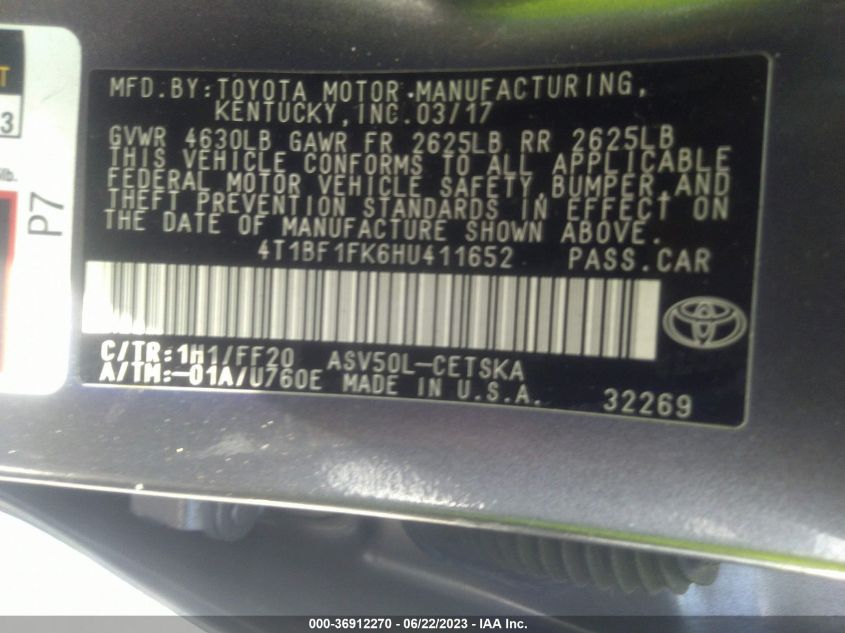 T
3
lb.
P7
MFD. BY: TOYOTA MOTOR MANUFACTURING,
KENTUCKY, INC. 03/17
GVWR 4630LB GAWR FR 2625LB RR 2625LB
THIS VEHICLE CONFORMS TO ALL APPLICABLE
FEDERAL MOTOR VEHICLE SAFETY, BUMPER, AND
THEFT PREVENTION STANDARDS IN EFFECT ON
THE DATE OF MANUFACTURE SHOWN ABOVE.
4T1BF1FK6HU411652 PASS. CAR
C/TR: 1H1/FF20 ASV50L-CETSKA
A/TM: -01A/U760E MADE IN U.S.A. 32269
000-36912270 - 06/22/2023 - IAA Inc.